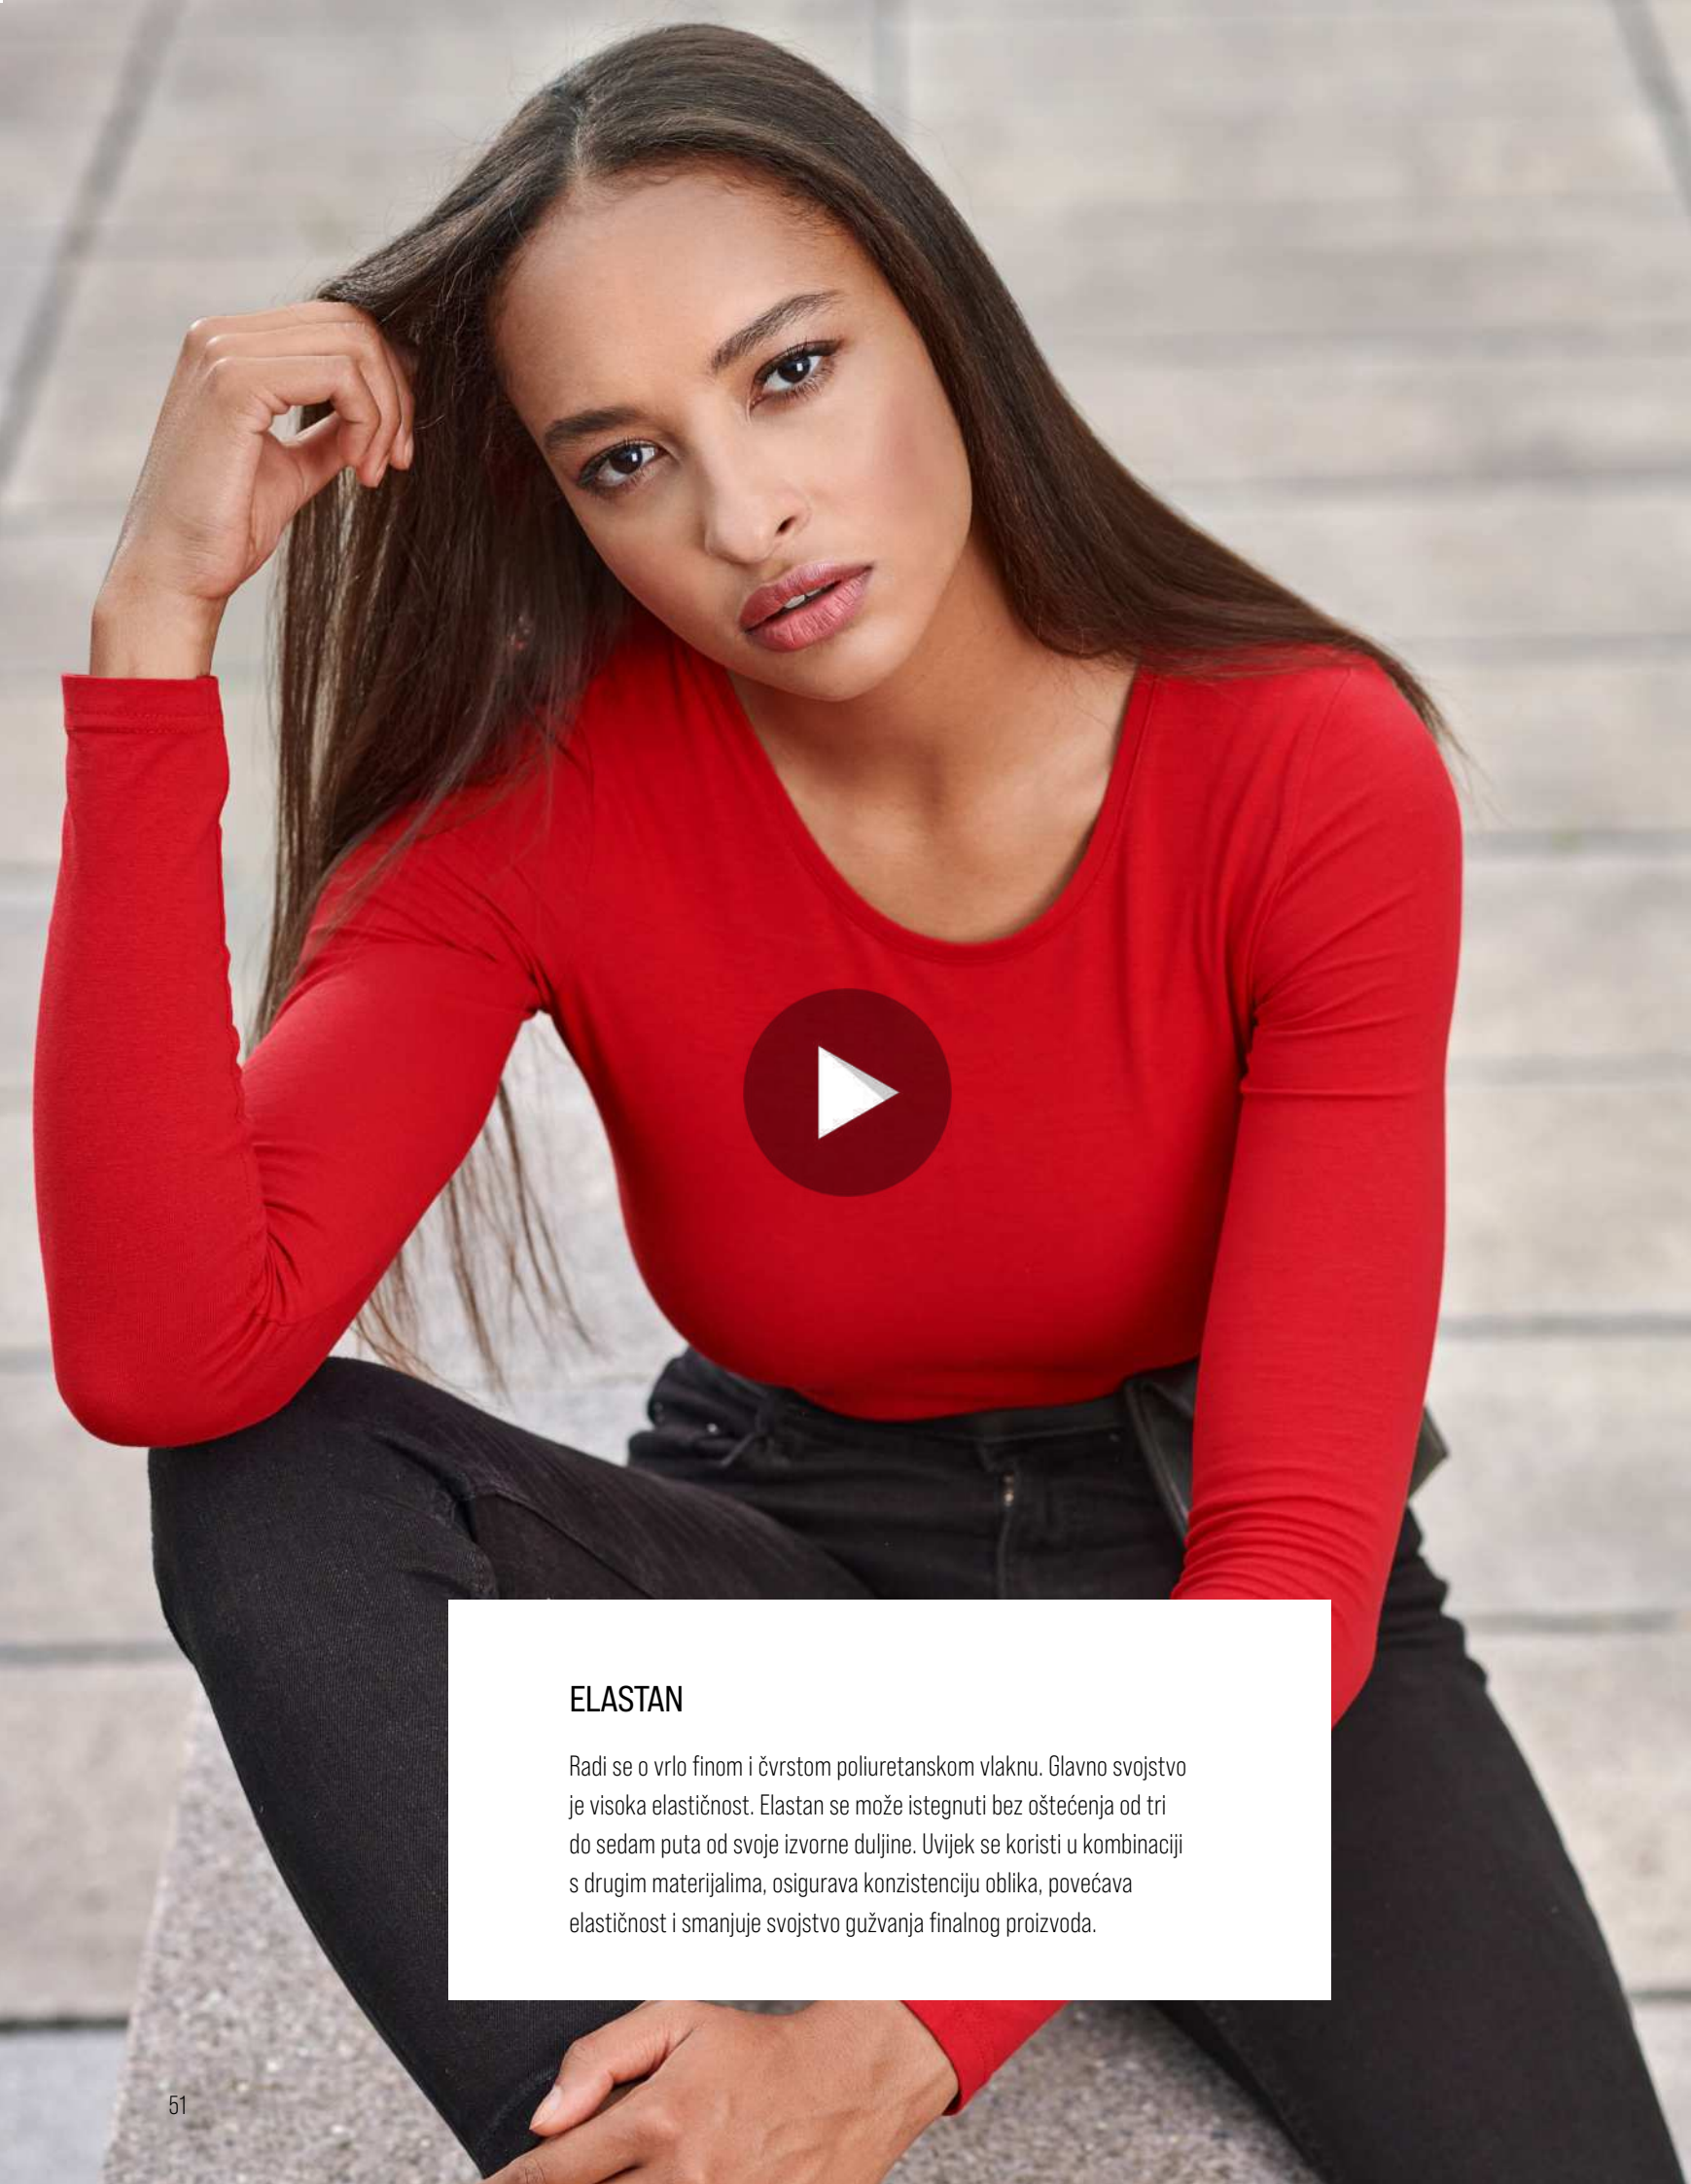 ELASTAN
Radi se o vrlo finom i čvrstom poliuretanskom vlaknu. Glavno svojstvo
je visoka elastičnost. Elastan se može istegnuti bez oštećenja od tri
do sedam puta od svoje izvorne duljine. Uvijek se koristi u kombinaciji
s drugim materijalima, osigurava konzistenciju oblika, povećava
elastičnost i smanjuje svojstvo gužvanja finalnog proizvoda.
51